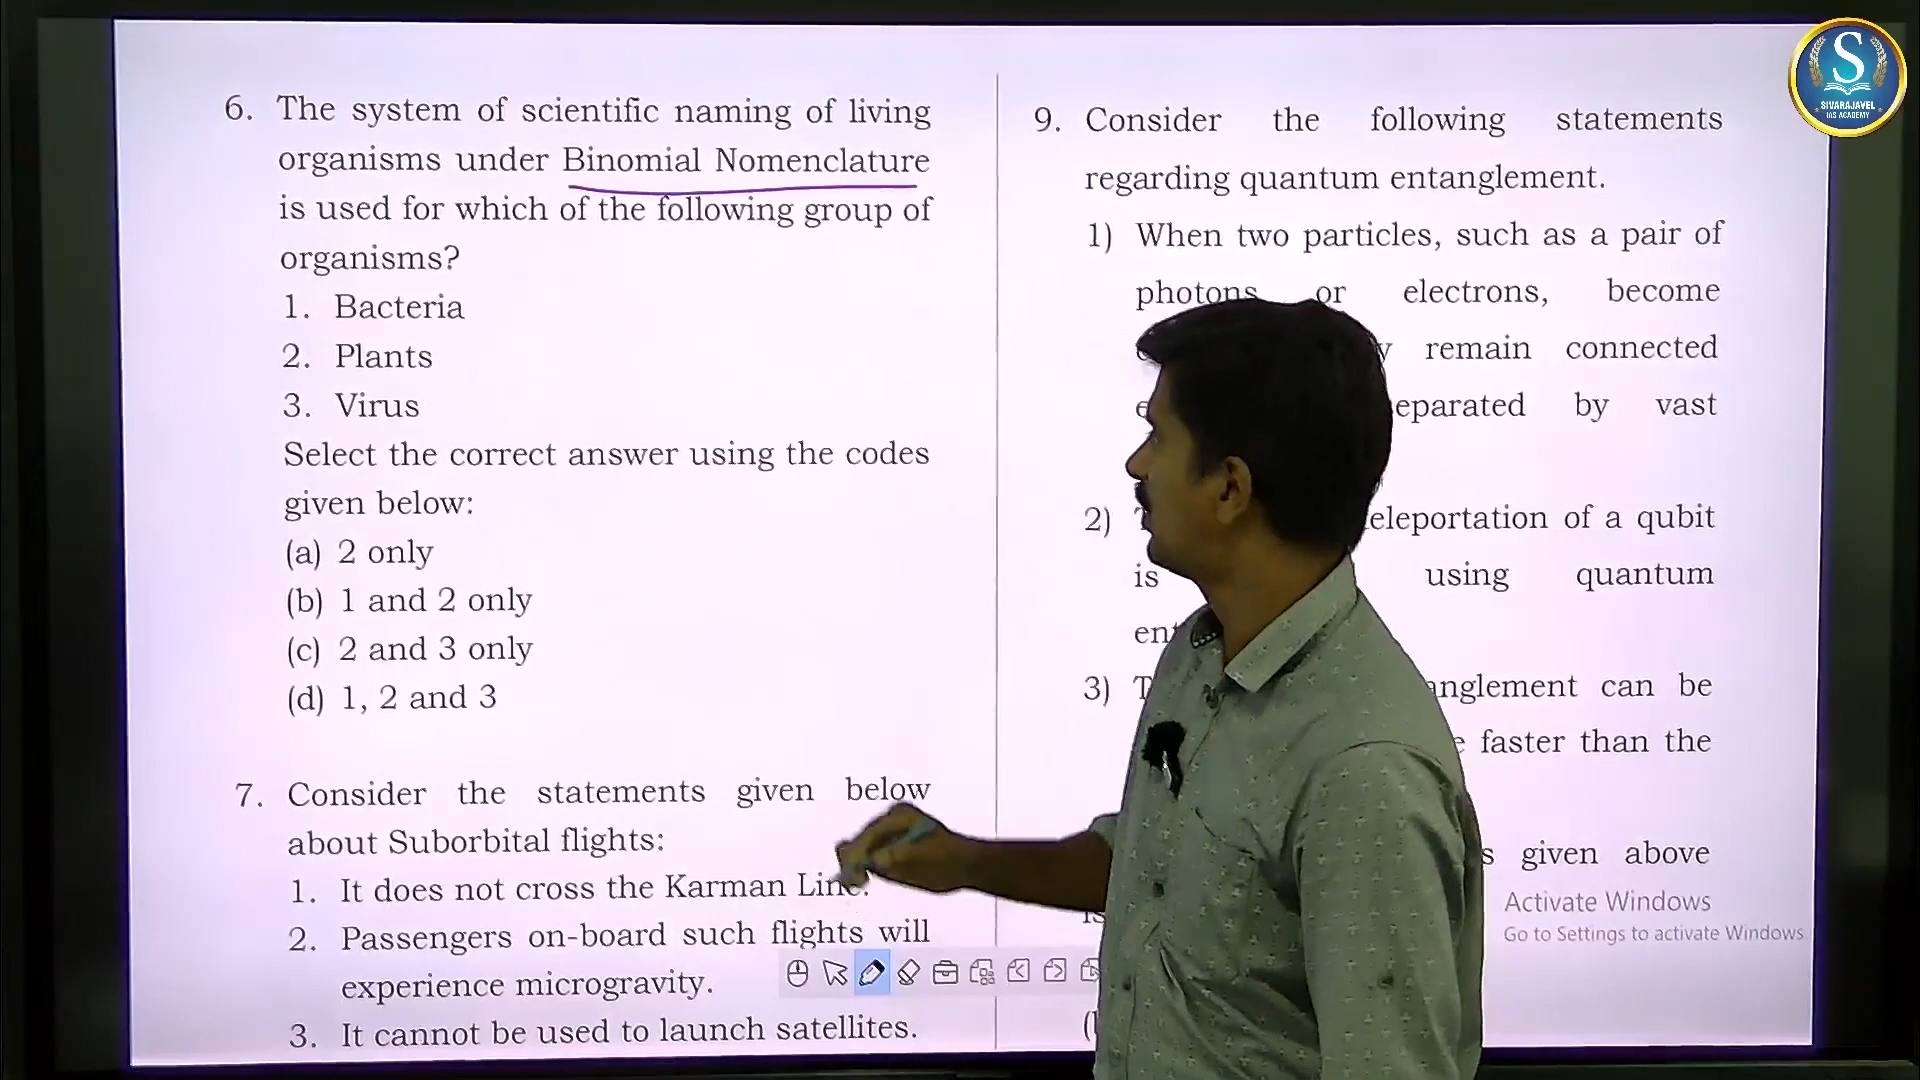 6. The system of scientific naming of living
organisms under Binomial Nomenclature
is used for which of the following group of
organisms?
1. Bacteria
2. Plants
3. Virus
Select the correct answer using the codes
given below:
(a) 2 only
(b) 1 and 2 only
(c) 2 and 3 only
(d) 1, 2 and 3
7. Consider the statements given below
about Suborbital flights:
1. It does not cross the Karman Line.
2. Passengers on-board such flights will
experience microgravity.
3. It cannot be used to launch satellites.
9. Consider the following statements
regarding quantum entanglement.
1) When two particles, such as a pair of
photons or electrons, become
remain connected
separated by vast
2) teleportation of a qubit
is using quantum
3) entanglement can be
faster than the
given above
S
SIVARAJAVEL
IAS ACADEMY
Activate Windows
Go to Settings to activate Windows